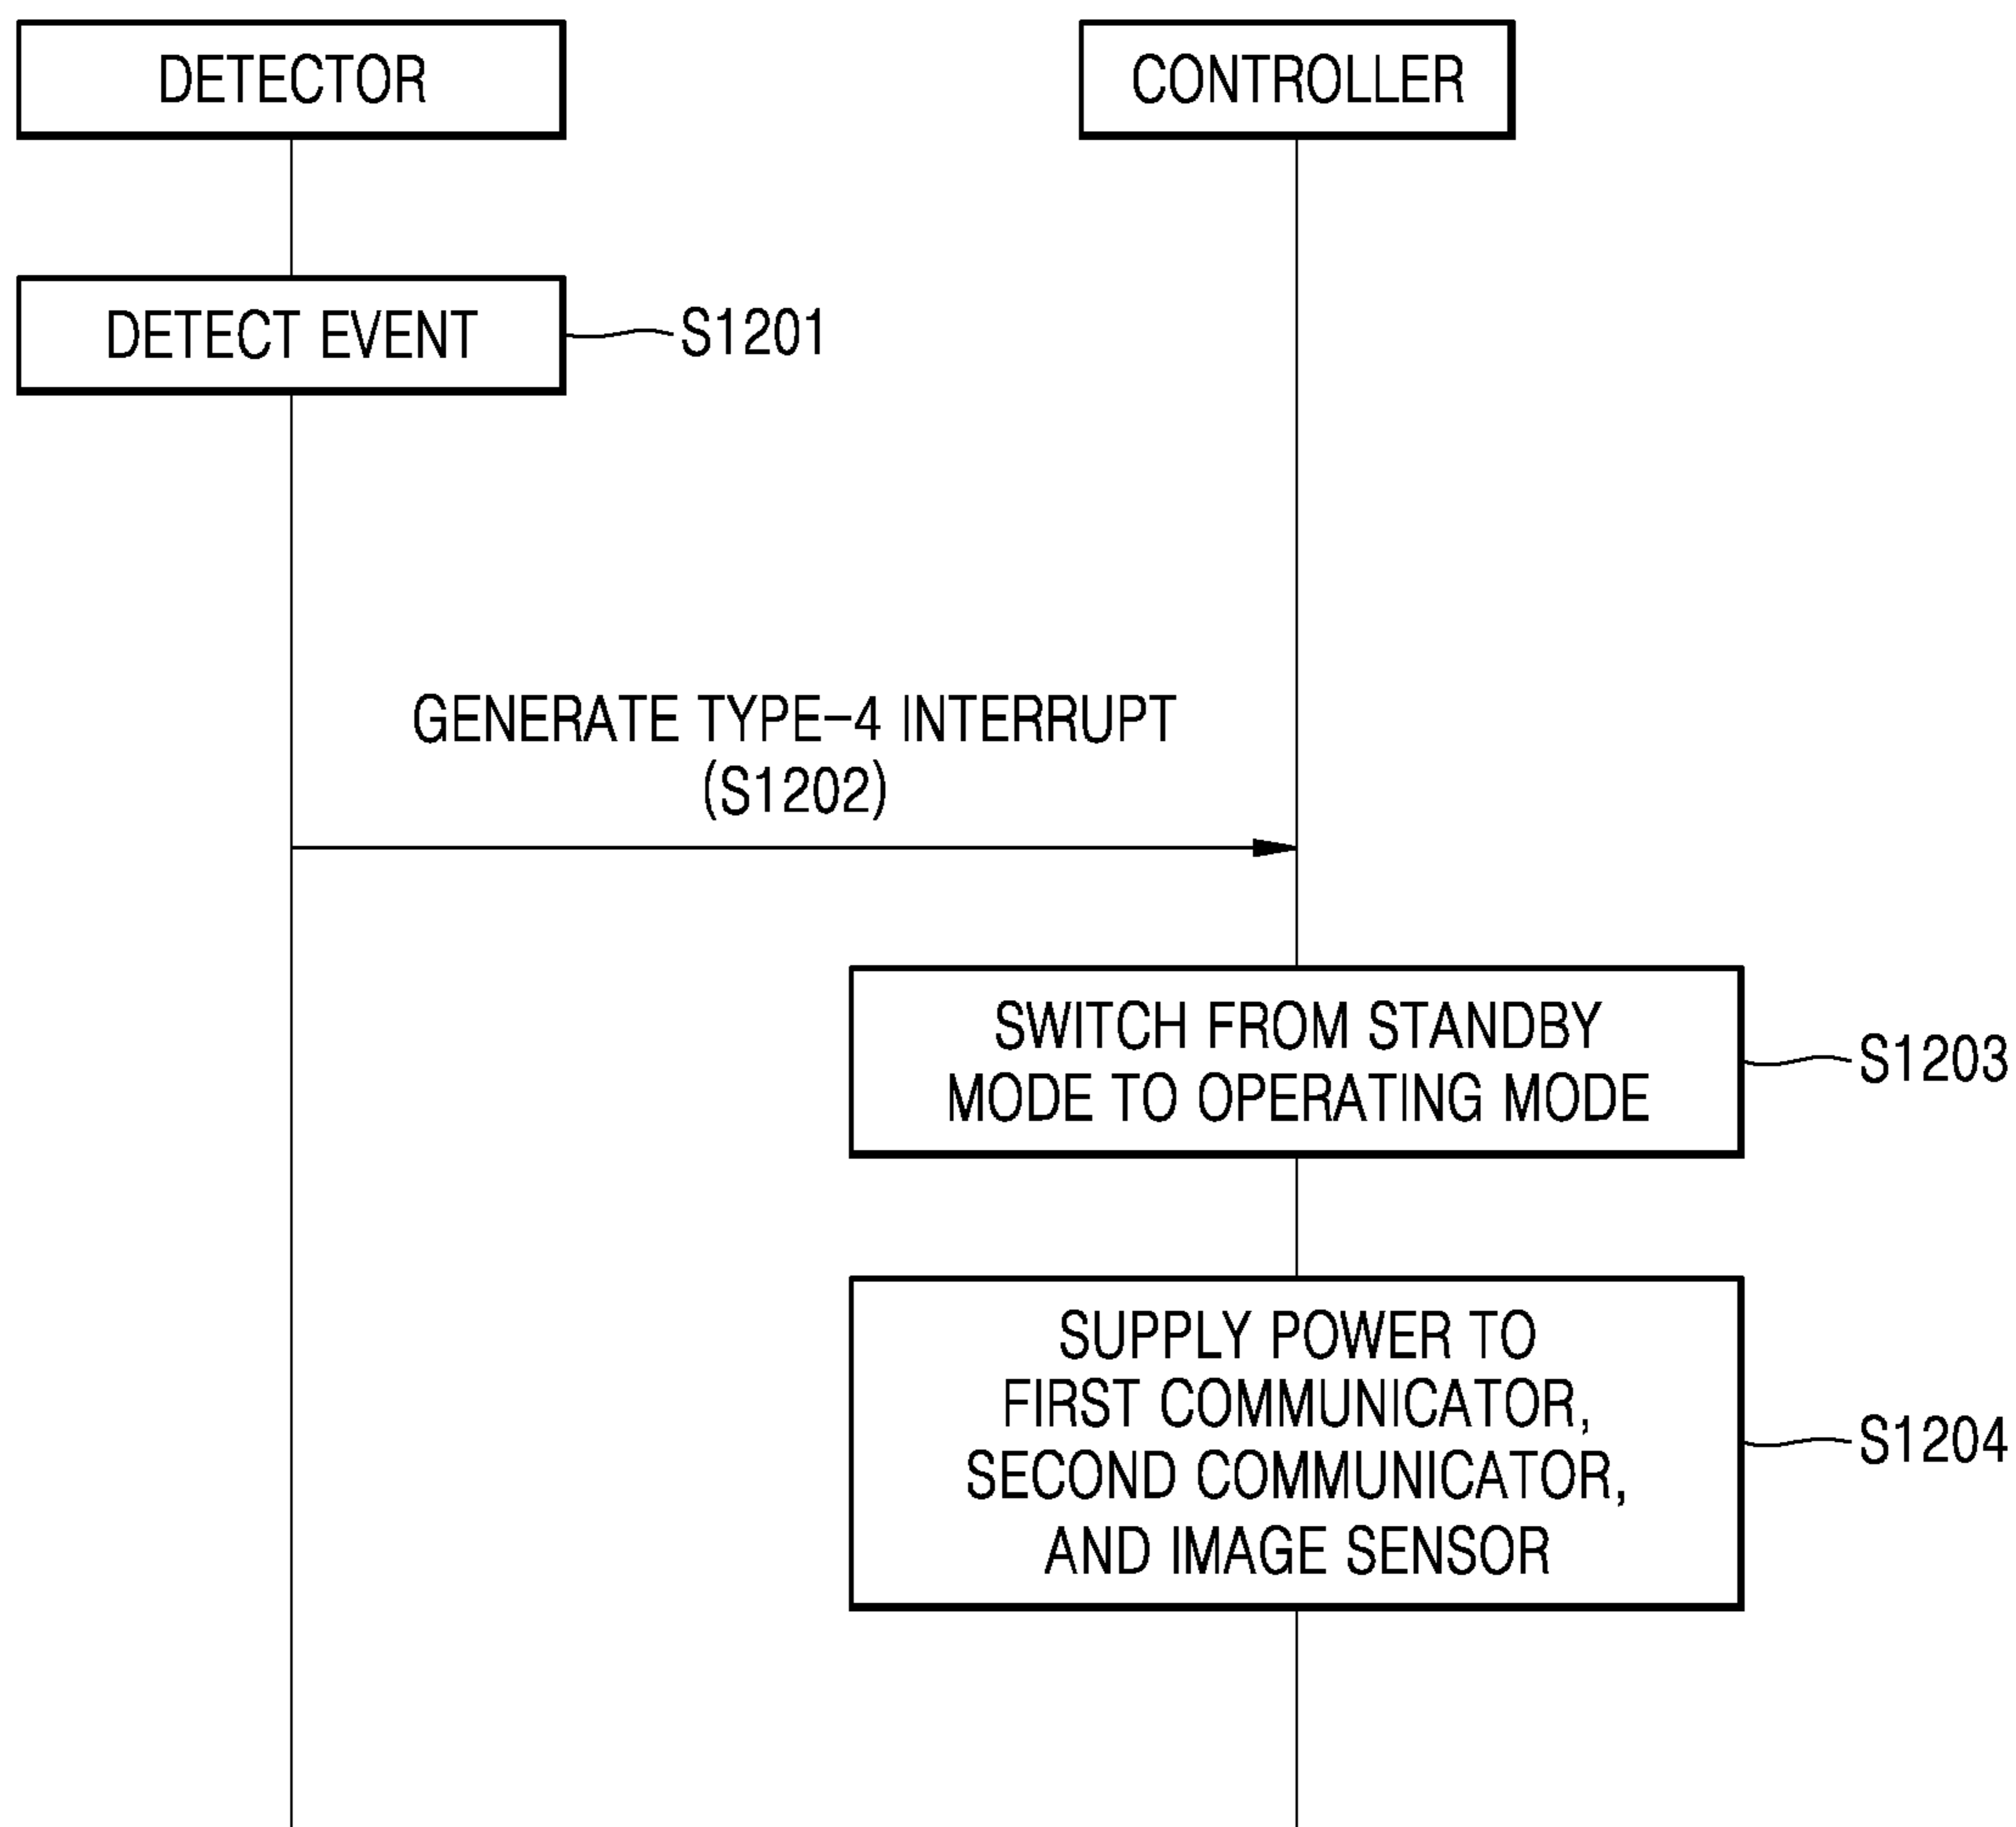 DETECTOR
CONTROLLER
DETECT EVENT
S1201
GENERATE TYPE-4 INTERRUPT
(S1202)
SWITCH FROM STANDBY
MODE TO OPERATING MODE
S1203
SUPPLY POWER TO
FIRST COMMUNICATOR,
SECOND COMMUNICATOR,
AND IMAGE SENSOR
S1204